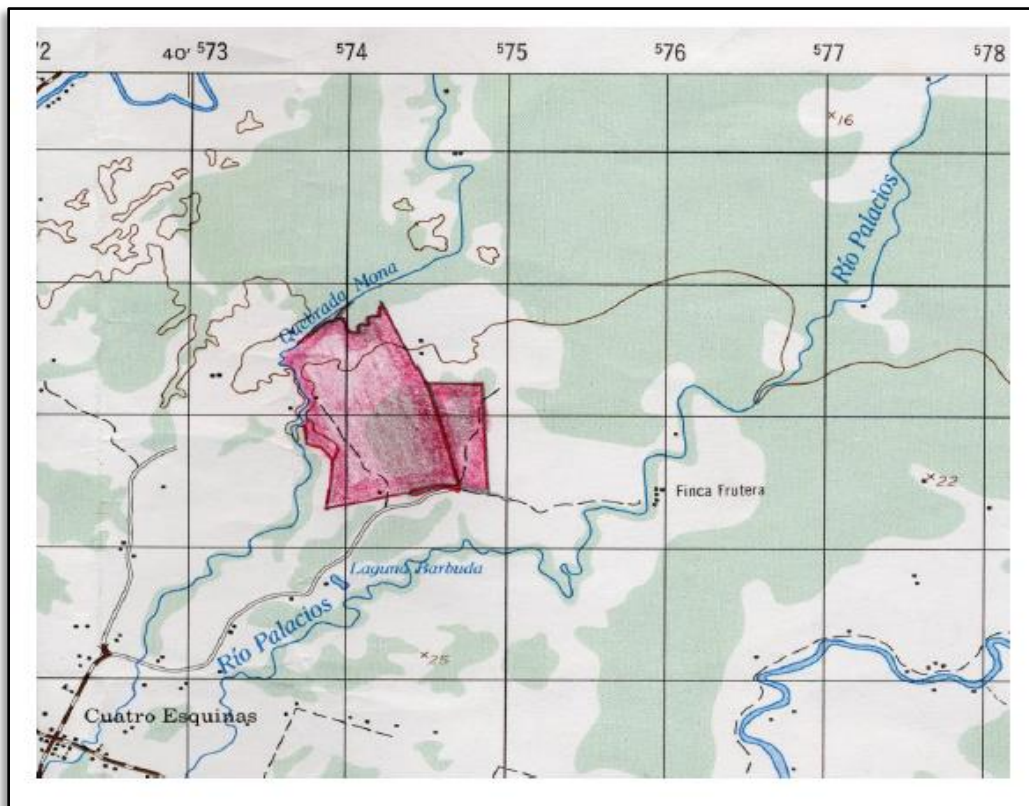 72 40' ⁵73 ⁵74 ⁵75 ⁵76 ⁵77 ⁵78
×16
Río Palacios
Quebrada Mona
×22
Finca Frutera
Laguna Barbuda
Río Palacios
×25
Cuatro Esquinas